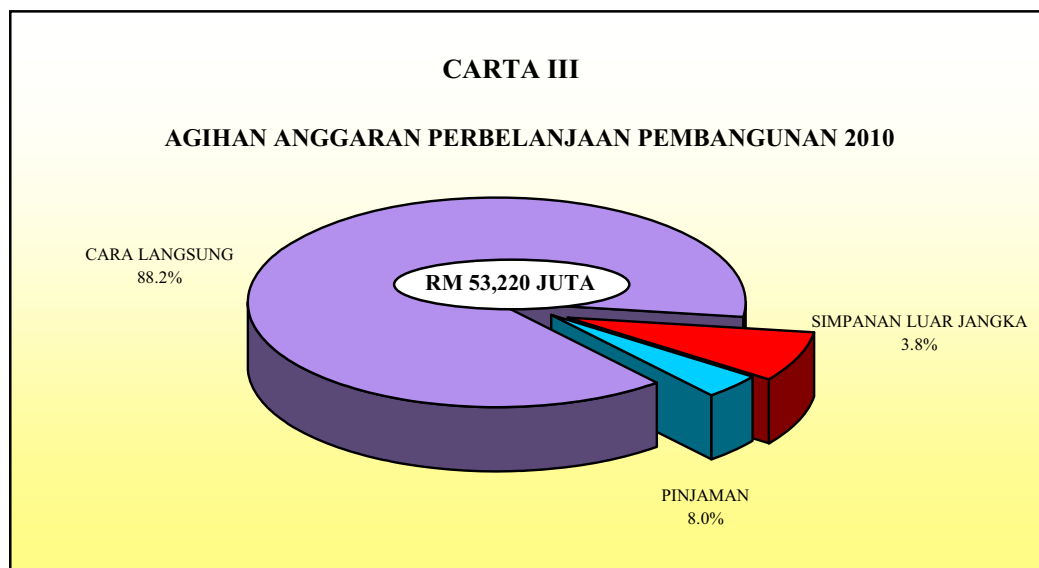 CARTA III
AGIHAN ANGGARAN PERBELANJAAN PEMBANGUNAN 2010
CARA LANGSUNG
88.2%
RM 53,220 JUTA
SIMPANAN LUAR JANGKA
3.8%
PINJAMAN
8.0%